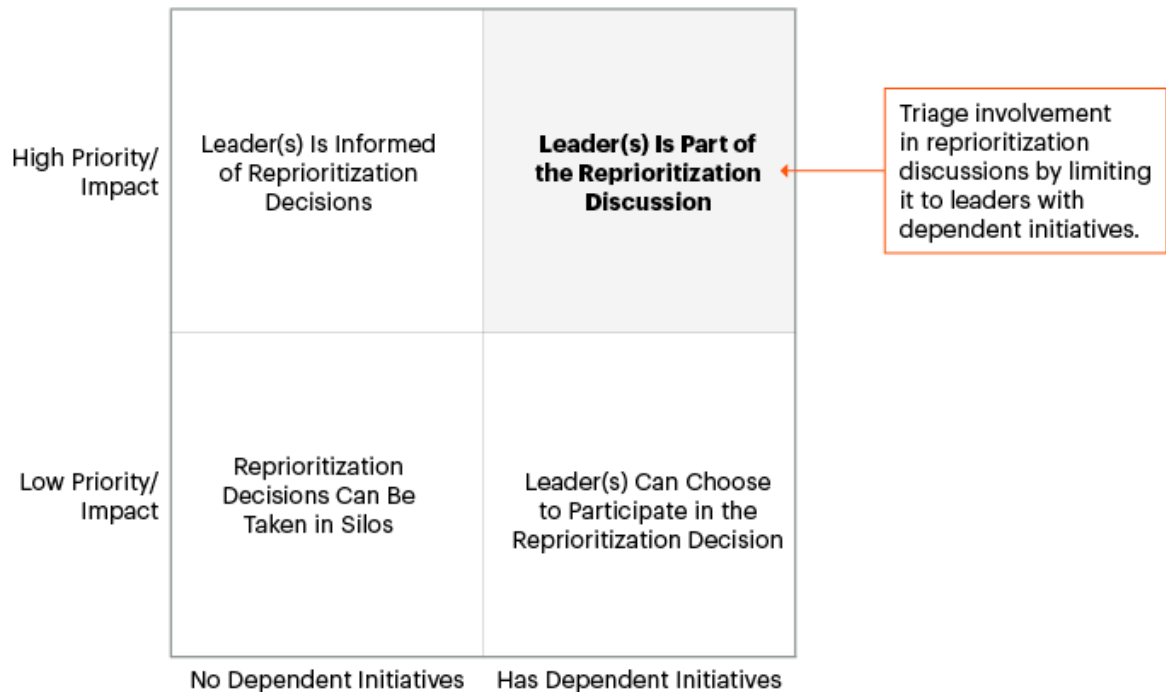 High Priority/
Impact
Leader(s) Is Informed
of Reprioritization
Decisions
Leader(s) Is Part of
the Reprioritization
Discussion
Triage involvement
in reprioritization
discussions by limiting
it to leaders with
dependent initiatives.
Low Priority/
Impact
Reprioritization
Decisions Can Be
Taken in Silos
Leader(s) Can Choose
to Participate in the
Reprioritization Decision
No Dependent Initiatives
Has Dependent Initiatives